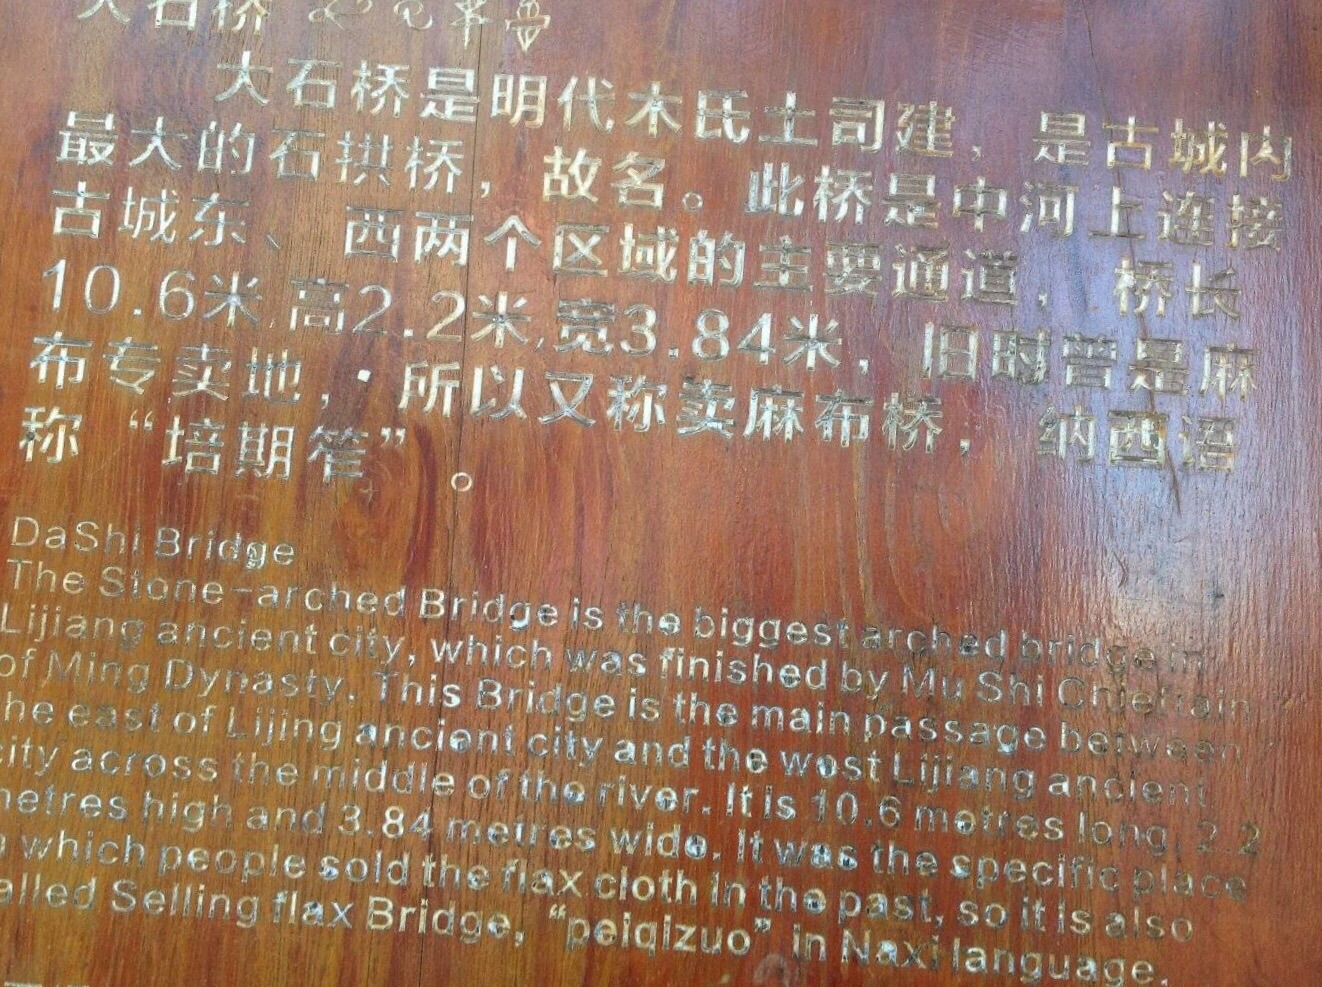 大石桥
大石桥是明代木氏土司建，是古城内
最大的石拱桥，故名。此桥是中河上连接
古城东、西两个区域的主要通道，桥长
10.6米,高2.2米,宽3.84米，旧时曾是麻
布专卖地，所以又称卖麻布桥，纳西语
称“培期笮”。
DaShi Bridge
The Stone-arched Bridge is the biggest arched bridge in
Lijiang ancient city, which was finished by Mu Shi Chieftain
of Ming Dynasty. This Bridge is the main passage between
he east of Lijing ancient city and the wost Lijiang ancient
city across the middle of the river. It is 10.6 metres long, 2.2
netres high and 3.84 metres wide. It was the specific place
n which people sold the flax cloth in the past, so it is also
alled Selling flax Bridge, "peiqizuo" in Naxi language.